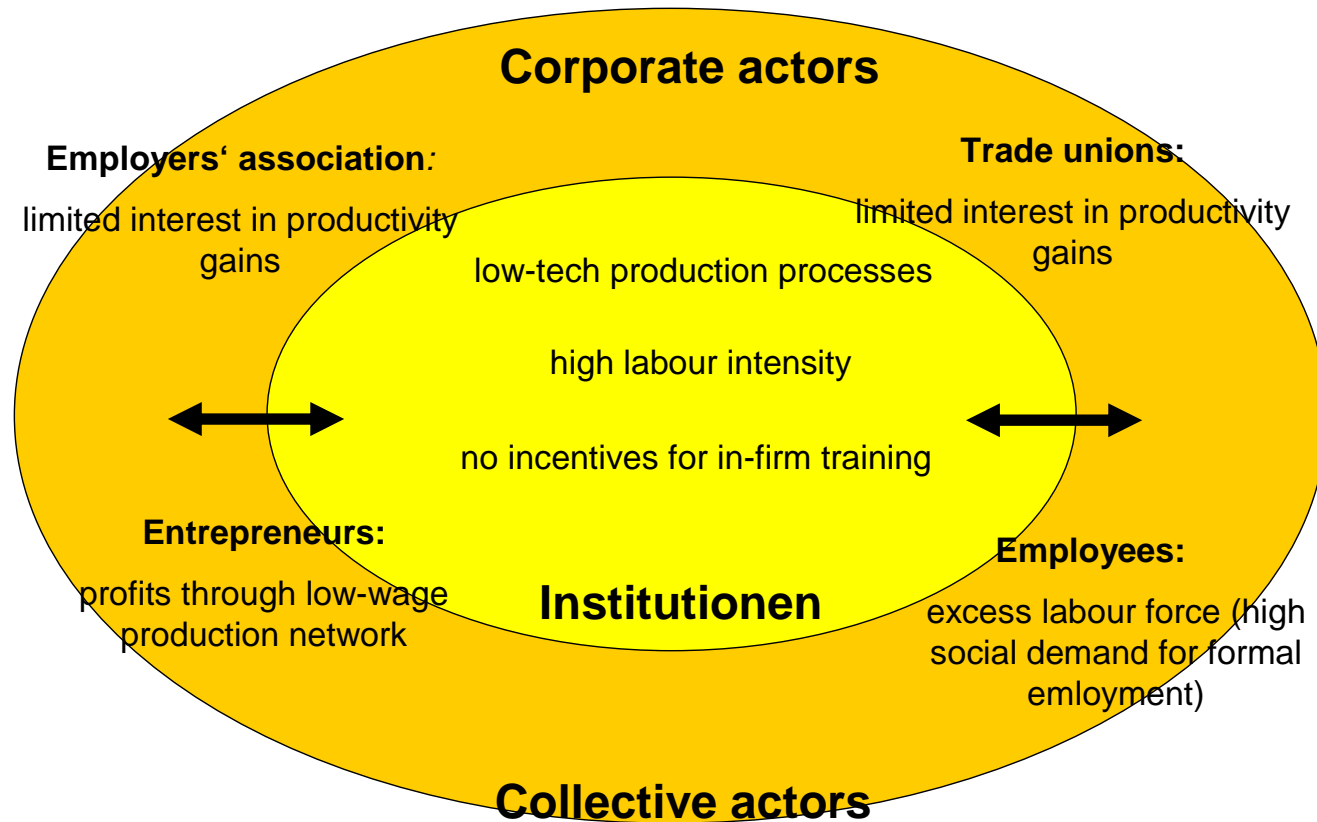 Corporate actors
Employers‘ association:
limited interest in productivity
gains
Trade unions:
limited interest in productivity
gains
low-tech production processes
high labour intensity
no incentives for in-firm training
Institutionen
Entrepreneurs:
profits through low-wage
production network
Employees:
excess labour force (high
social demand for formal
emloyment)
Collective actors